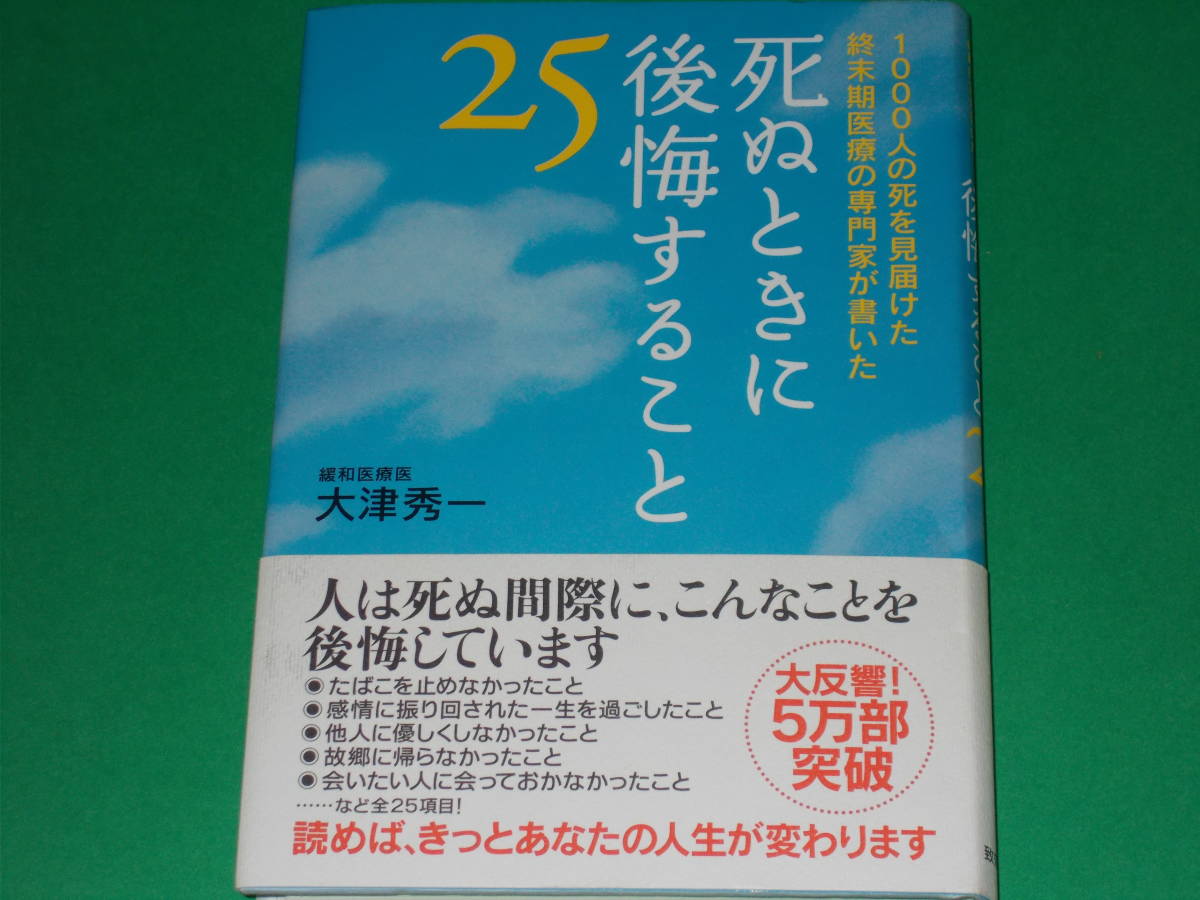 1000人の死を見届けた
終末期医療の専門家が書いた
死ぬときに
後悔すること
25
緩和医療医
大津秀一
人は死ぬ間際に、こんなことを
後悔しています
◉たばこを止めなかったこと
◉感情に振り回された一生を過ごしたこと
◉他人に優しくしなかったこと
◉故郷に帰らなかったこと
◉会いたい人に会っておかなかったこと
……など全25項目!
読めば、きっとあなたの人生が変わります
大反響!
5万部
突破
後悔すること2
致